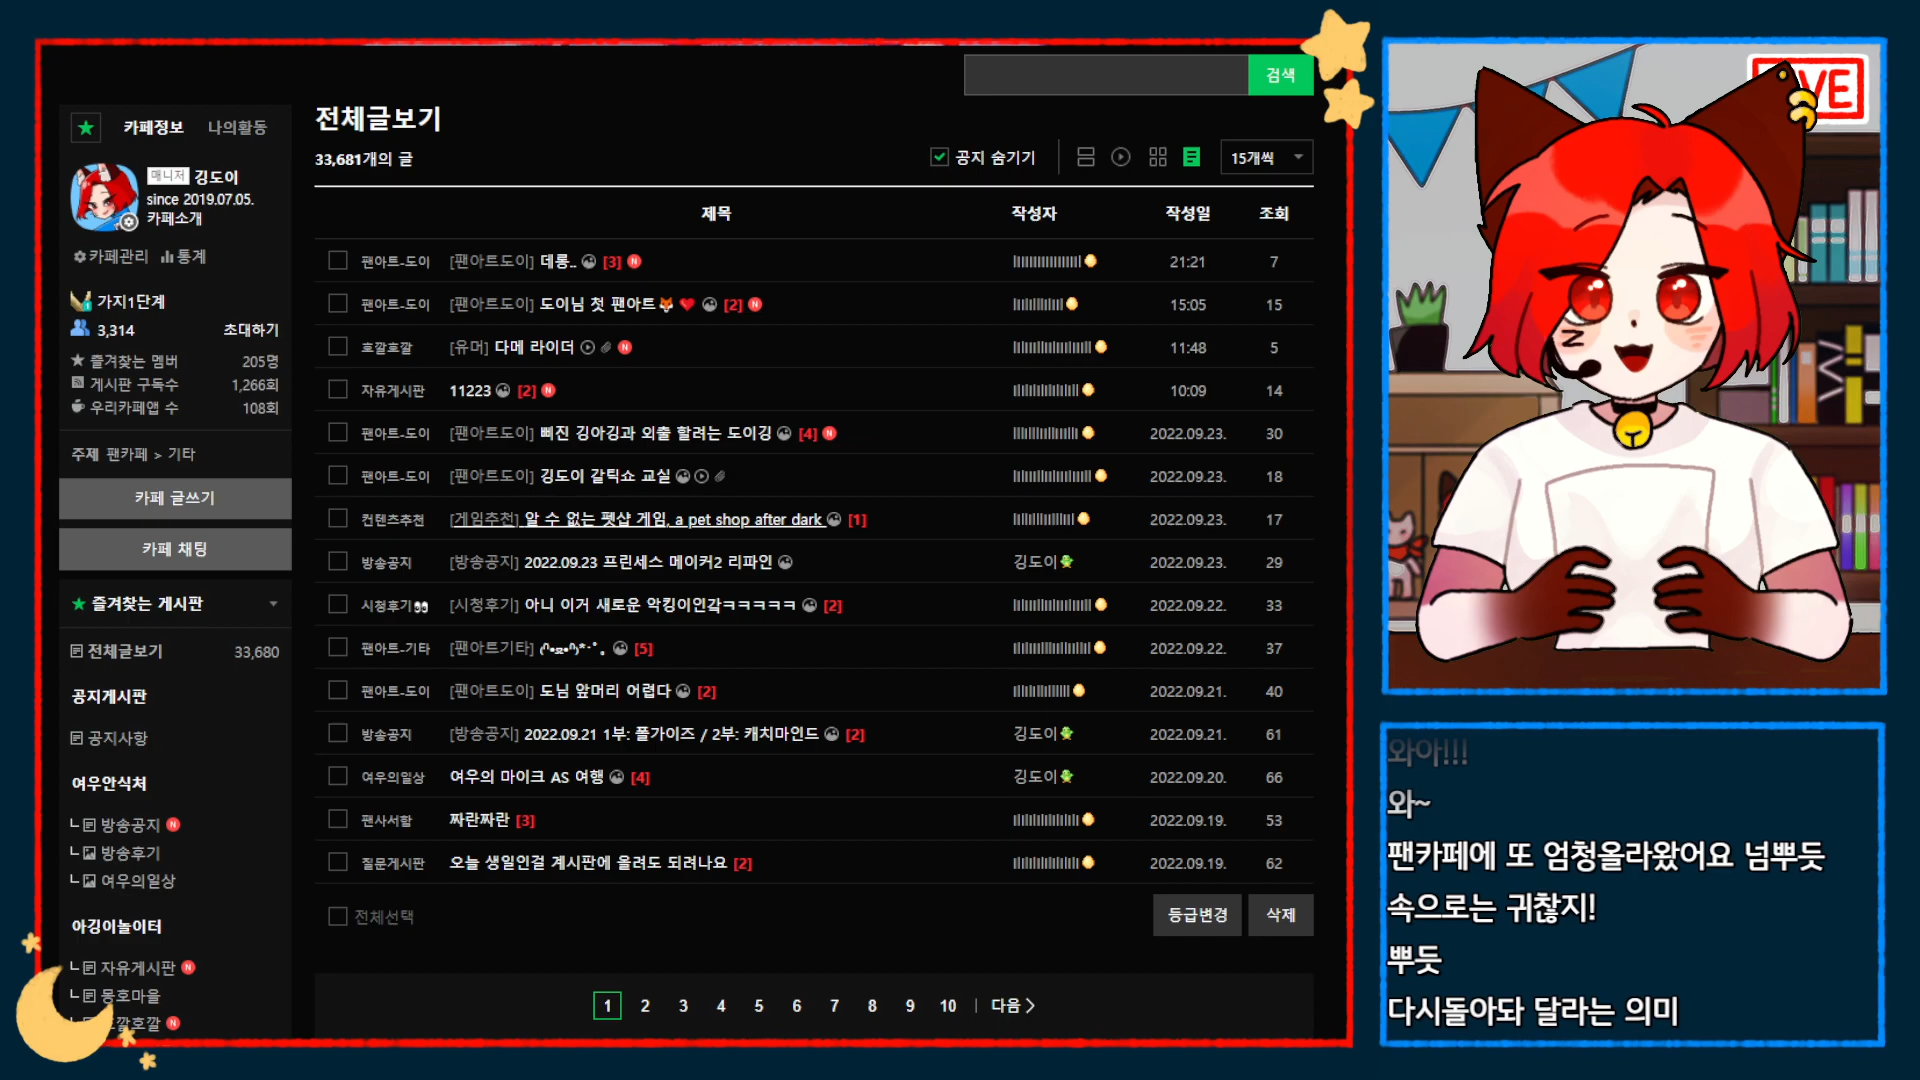 검색
LIVE
카페정보 나의활동
매니저 깅도이
since 2019.07.05.
카페소개
카페관리 통계
가지1단계
3,314 초대하기
즐겨찾는 멤버 205명
게시판 구독수 1,266회
우리카페앱 수 108회
주제 팬카페 > 기타
카페 글쓰기
카페 채팅
즐겨찾는 게시판
전체글보기 33,680
공지게시판
공지사항
여우안식처
방송공지 N
방송후기
여우의일상
아깅이놀이터
자유게시판 N
몽호마을
호깔호깔 N
전체글보기
33,681개의 글
공지 숨기기 15개씩
제목 작성자 작성일 조회
팬아트-도이 [팬아트도이] 데롱.. [3] N 21:21 7
팬아트-도이 [팬아트도이] 도이님 첫 팬아트🦊❤ [2] N 15:05 15
호깔호깔 [유머] 다메 라이더 N 11:48 5
자유게시판 11223 [2] N 10:09 14
팬아트-도이 [팬아트도이] 삐진 깅아깅과 외출 할려는 도이깅 [4] N 2022.09.23. 30
팬아트-도이 [팬아트도이] 깅도이 갈틱쇼 교실 2022.09.23. 18
컨텐츠추천 [게임추천] 알 수 없는 펫샵 게임, a pet shop after dark [1] 2022.09.23. 17
방송공지 [방송공지] 2022.09.23 프린세스 메이커2 리파인 깅도이 2022.09.23. 29
시청후기👀 [시청후기] 아니 이거 새로운 악킹이인갘ㅋㅋㅋㅋㅋ [2] 2022.09.22. 33
팬아트-기타 [팬아트기타] [5] 2022.09.22. 37
팬아트-도이 [팬아트도이] 도님 앞머리 어렵다 [2] 2022.09.21. 40
방송공지 [방송공지] 2022.09.21 1부: 폴가이즈 / 2부: 캐치마인드 [2] 깅도이 2022.09.21. 61
여우의일상 여우의 마이크 AS 여행 [4] 깅도이 2022.09.20. 66
팬사서함 짜란짜란 [3] 2022.09.19. 53
질문게시판 오늘 생일인걸 계시판에 올려도 되려나요 [2] 2022.09.19. 62
전체선택 등급변경 삭제
1 2 3 4 5 6 7 8 9 10 | 다음 >
와아!!!
와~
팬카페에 또 엄청올라왔어요 넘뿌듯
속으로는 귀찮지!
뿌듯
다시돌아돠 달라는 의미